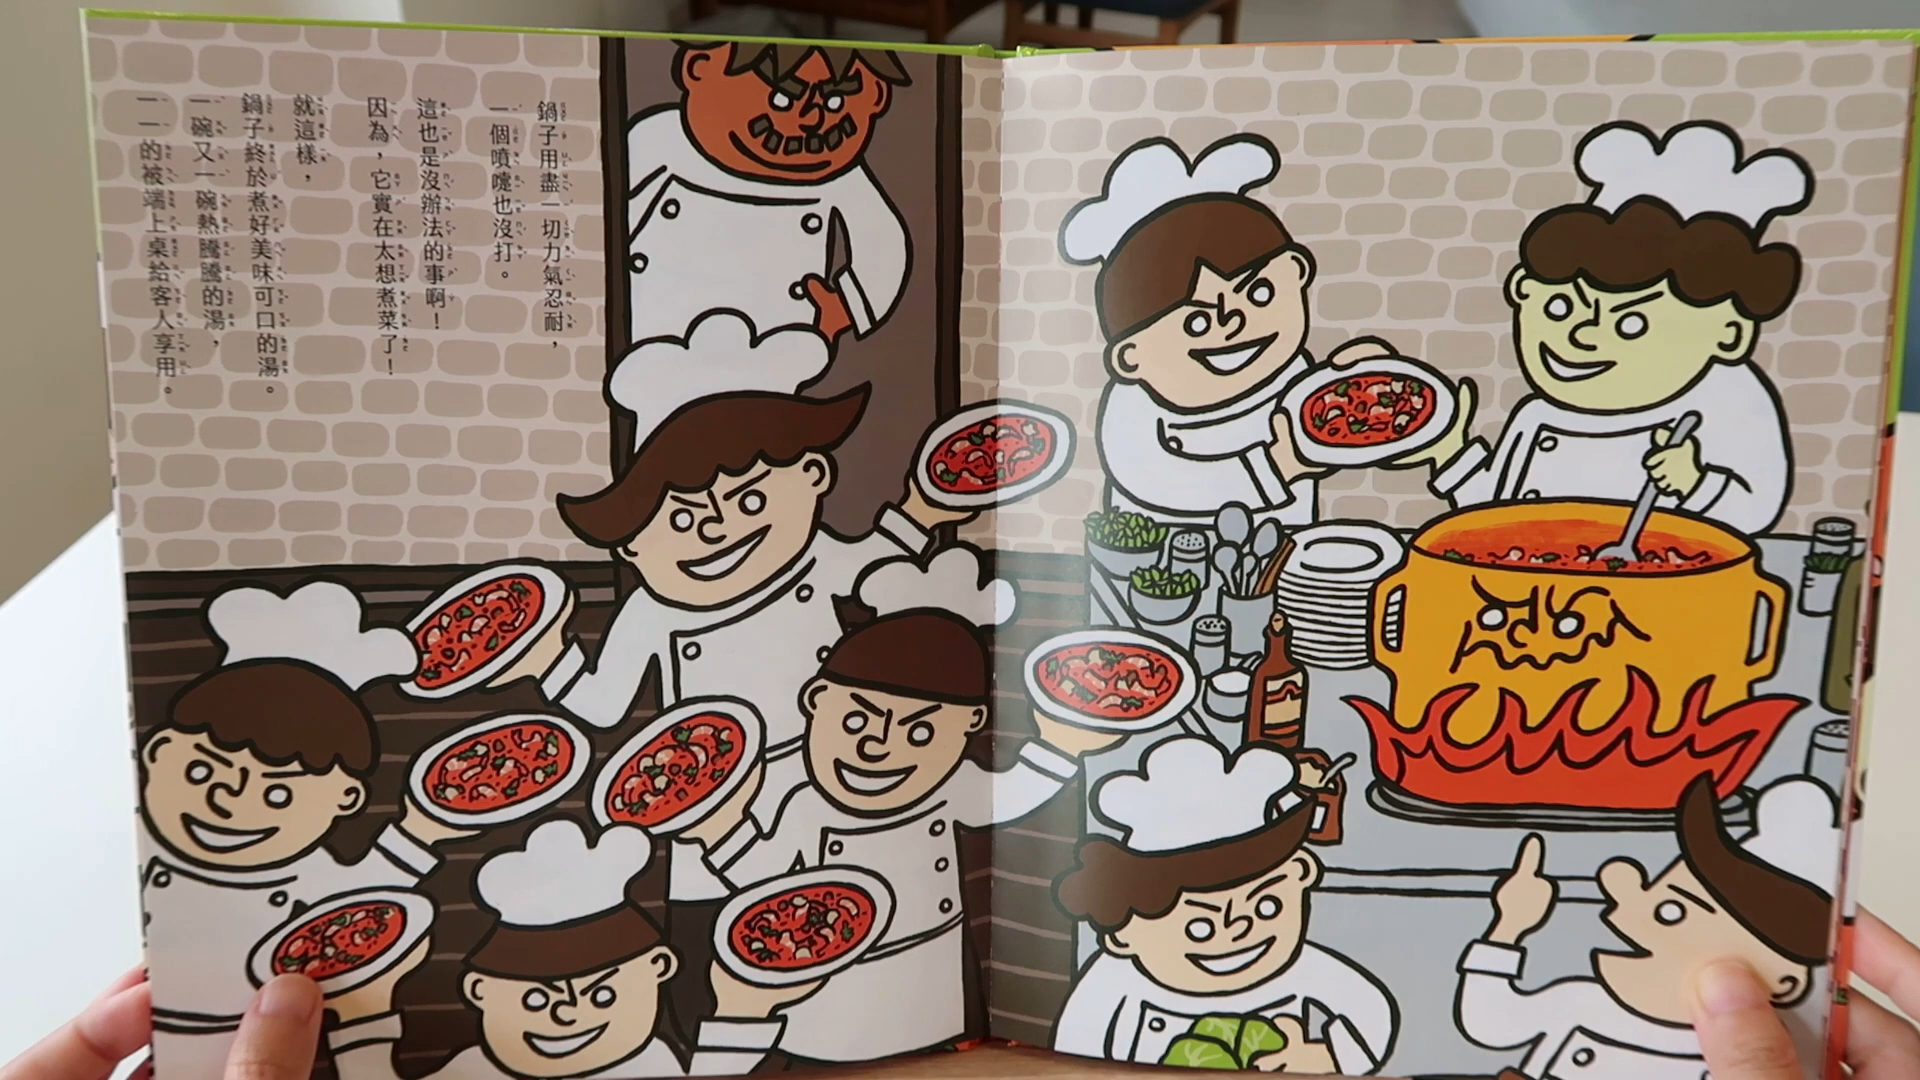 鍋子用盡一切力氣忍耐，
一個噴嚏也沒打。
這也是沒辦法的事啊！
因為，它實在太想煮菜了！
就這樣，
鍋子終於煮好美味可口的湯。
一碗又一碗熱騰騰的湯，
一一的被端上桌給客人享用。